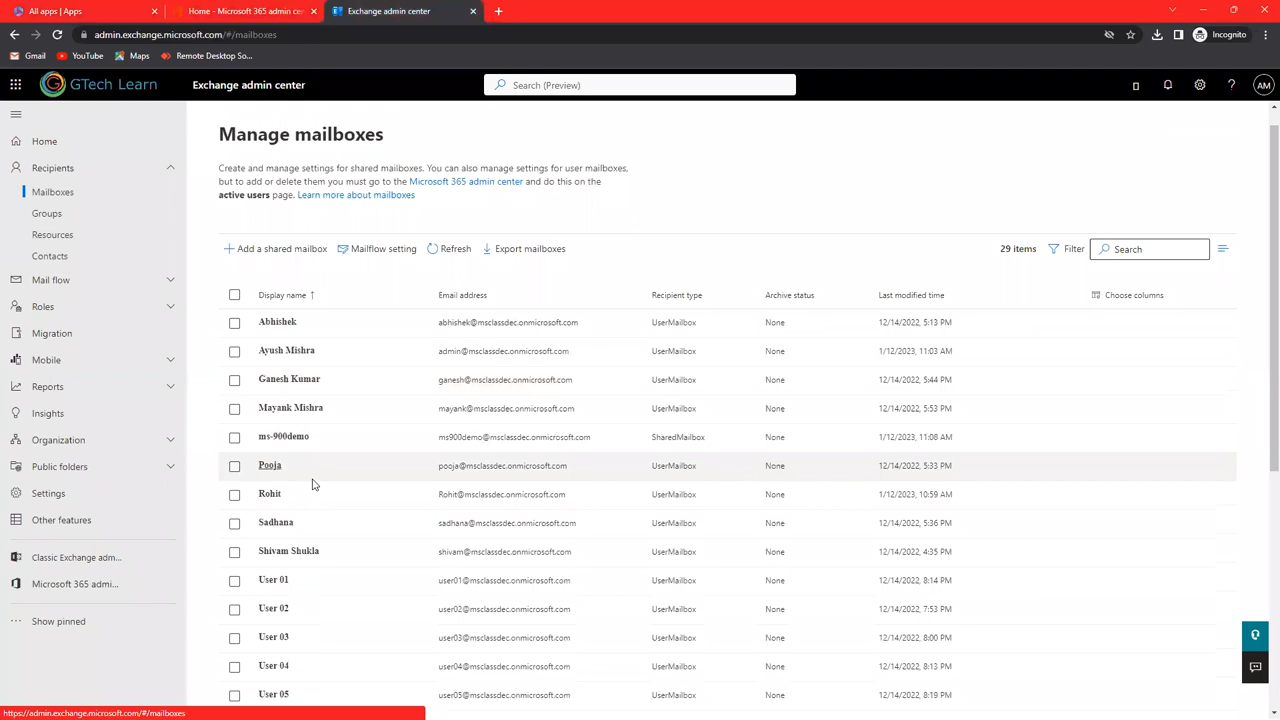 All apps | Apps
Home - Microsoft 365 admin cen
Exchange admin center
admin.exchange.microsoft.com/#/mailboxes
Incognito
Gmail
YouTube
Maps
Remote Desktop So...
GTech Learn
Exchange admin center
Search (Preview)
AM
Home
Recipients
Mailboxes
Groups
Resources
Contacts
Mail flow
Roles
Migration
Mobile
Reports
Insights
Organization
Public folders
Settings
Other features
Classic Exchange adm...
Microsoft 365 admi...
Show pinned
Manage mailboxes
Create and manage settings for shared mailboxes. You can also manage settings for user mailboxes,
but to add or delete them you must go to the Microsoft 365 admin center and do this on the
active users page. Learn more about mailboxes
Add a shared mailbox Mailflow setting Refresh Export mailboxes 29 items Filter Search
Display name ↑ Email address Recipient type Archive status Last modified time Choose columns
Abhishek abhishek@msclassdec.onmicrosoft.com UserMailbox None 12/14/2022, 5:13 PM
Ayush Mishra admin@msclassdec.onmicrosoft.com UserMailbox None 1/12/2023, 11:03 AM
Ganesh Kumar ganesh@msclassdec.onmicrosoft.com UserMailbox None 12/14/2022, 5:44 PM
Mayank Mishra mayank@msclassdec.onmicrosoft.com UserMailbox None 12/14/2022, 5:53 PM
ms-900demo ms900demo@msclassdec.onmicrosoft.com SharedMailbox None 1/12/2023, 11:08 AM
Pooja pooja@msclassdec.onmicrosoft.com UserMailbox None 12/14/2022, 5:33 PM
Rohit Rohit@msclassdec.onmicrosoft.com UserMailbox None 1/12/2023, 10:59 AM
Sadhana sadhana@msclassdec.onmicrosoft.com UserMailbox None 12/14/2022, 5:36 PM
Shivam Shukla shivam@msclassdec.onmicrosoft.com UserMailbox None 12/14/2022, 4:35 PM
User 01 user01@msclassdec.onmicrosoft.com UserMailbox None 12/14/2022, 8:14 PM
User 02 user02@msclassdec.onmicrosoft.com UserMailbox None 12/14/2022, 7:53 PM
User 03 user03@msclassdec.onmicrosoft.com UserMailbox None 12/14/2022, 8:00 PM
User 04 user04@msclassdec.onmicrosoft.com UserMailbox None 12/14/2022, 8:13 PM
User 05 user05@msclassdec.onmicrosoft.com UserMailbox None 12/14/2022, 8:19 PM
https://admin.exchange.microsoft.com/#/mailboxes